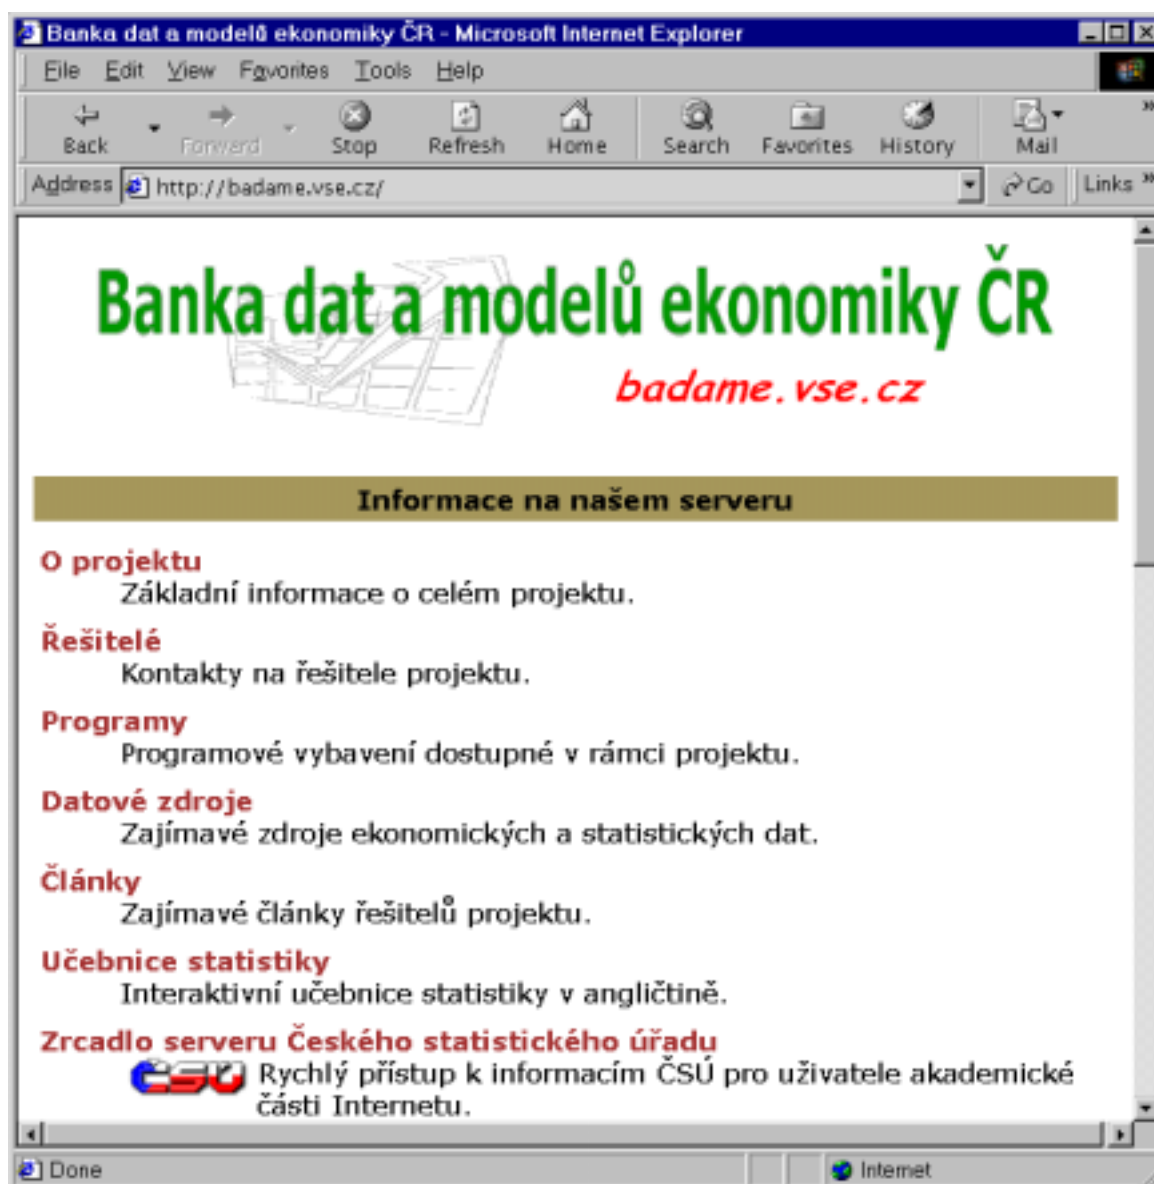 Banka dat a modelů ekonomiky ČR - Microsoft Internet Explorer
File Edit View Favorites Tools Help
Back Forward Stop Refresh Home Search Favorites History Mail
Address http://badame.vse.cz/ Go Links
Banka dat a modelů ekonomiky ČR
badame.vse.cz
Informace na našem serveru
O projektu
Základní informace o celém projektu.
Řešitelé
Kontakty na řešitele projektu.
Programy
Programové vybavení dostupné v rámci projektu.
Datové zdroje
Zajímavé zdroje ekonomických a statistických dat.
Články
Zajímavé články řešitelů projektu.
Učebnice statistiky
Interaktivní učebnice statistiky v angličtině.
Zrcadlo serveru Českého statistického úřadu
ČSÚ Rychlý přístup k informacím ČSÚ pro uživatele akademické
části Internetu.
Done Internet